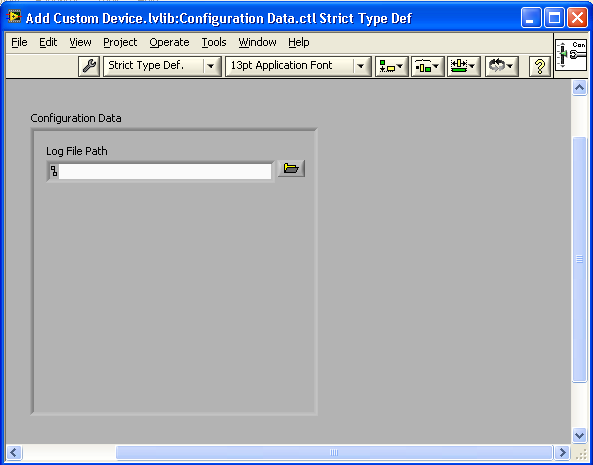 Add Custom Device.lvlib:Configuration Data.ctl Strict Type Def
File Edit View Project Operate Tools Window Help
Strict Type Def. 13pt Application Font
Configuration Data
Log File Path